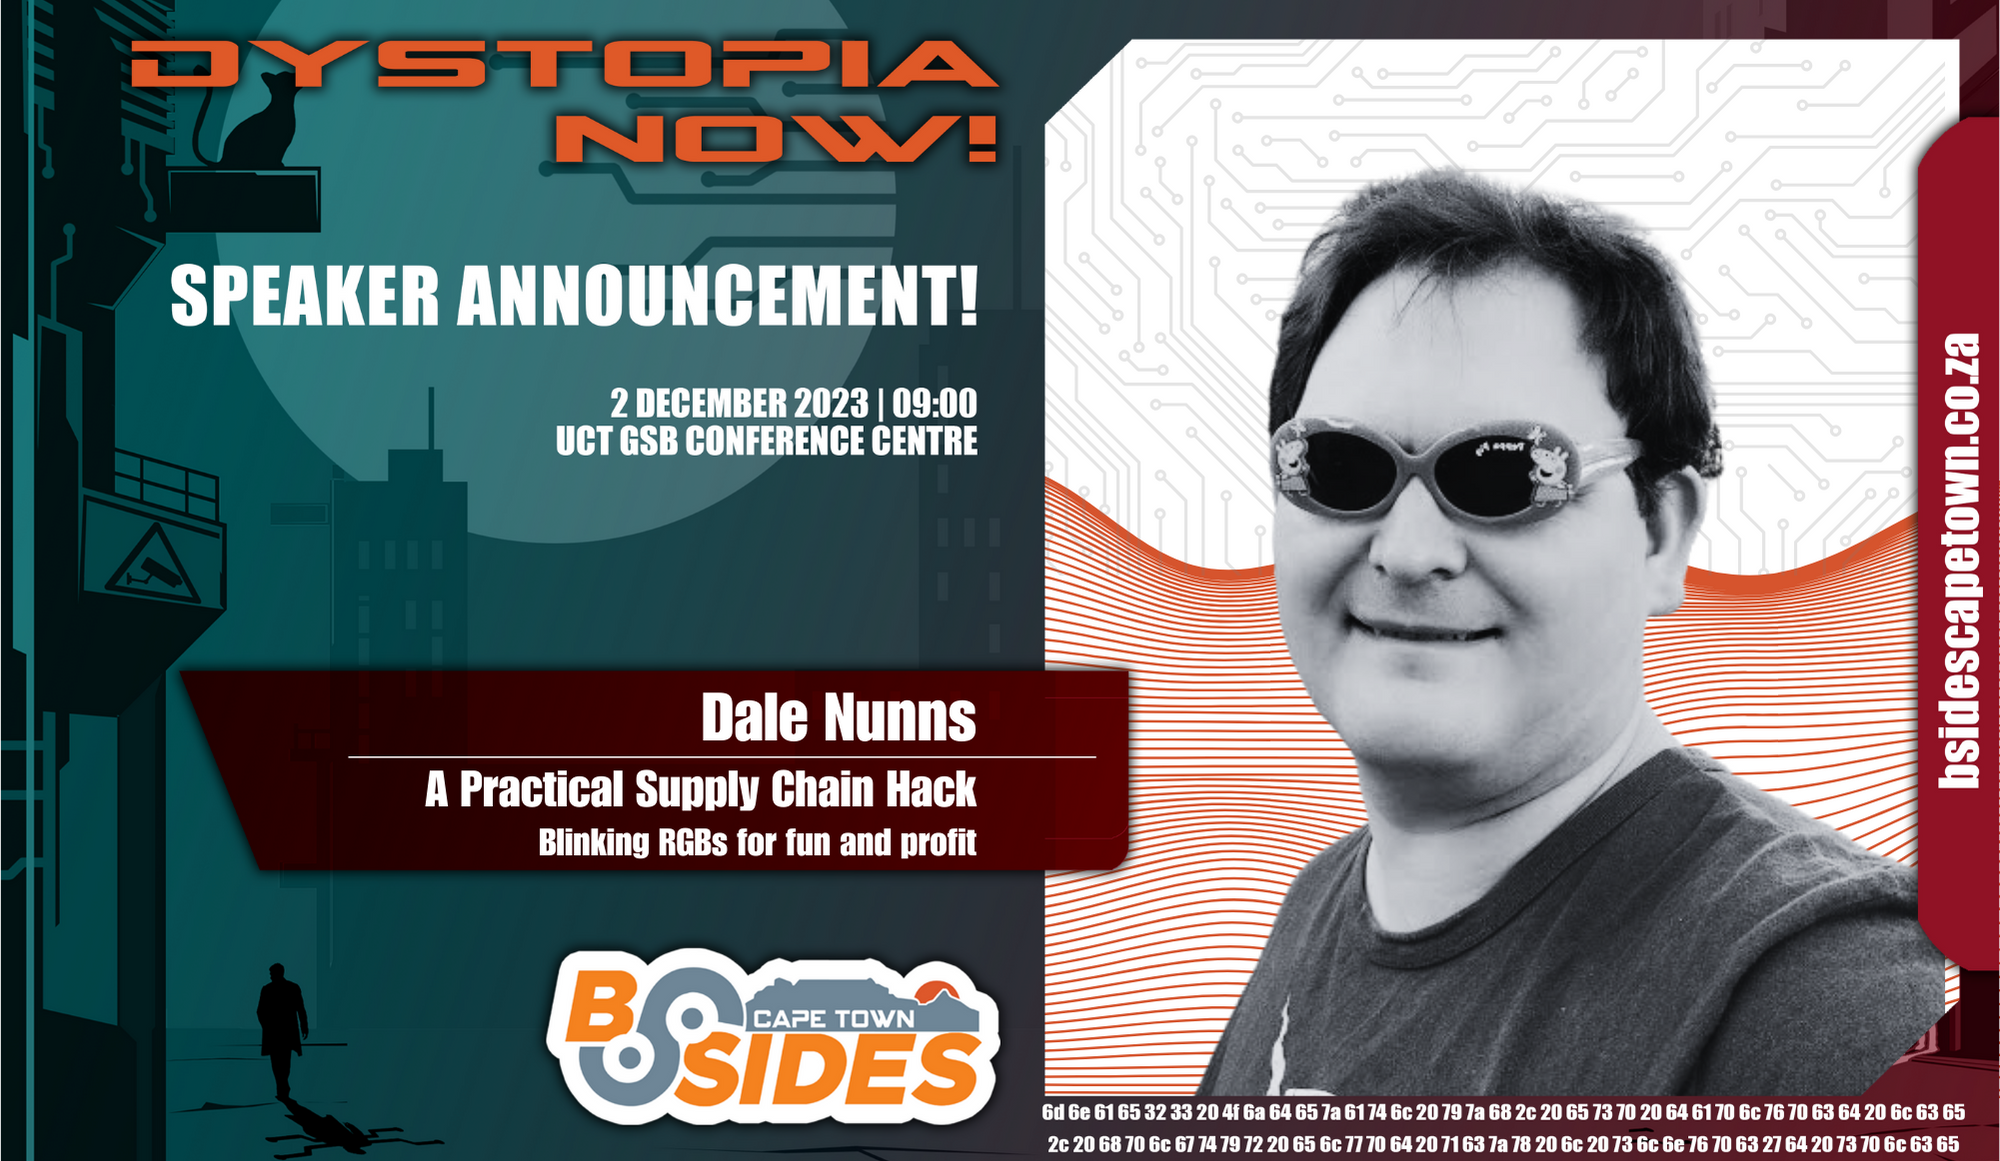 DYSTOPIA
NOW!
SPEAKER ANNOUNCEMENT!
2 DECEMBER 2023 | 09:00
UCT GSB CONFERENCE CENTRE
Dale Nunns
A Practical Supply Chain Hack
Blinking RGBs for fun and profit
B
CAPE TOWN
SIDES
bsidescapetown.co.za
6d 6e 61 65 32 33 20 4f 6a 64 65 7a 61 74 6c 20 79 7a 68 2c 20 65 73 70 20 64 61 70 6c 76 70 63 64 20 6c 63 65
2c 20 68 70 6c 67 74 79 72 20 65 6c 77 70 64 20 71 63 7a 78 20 6c 20 73 6c 6e 76 70 63 27 64 20 73 70 6c 63 65